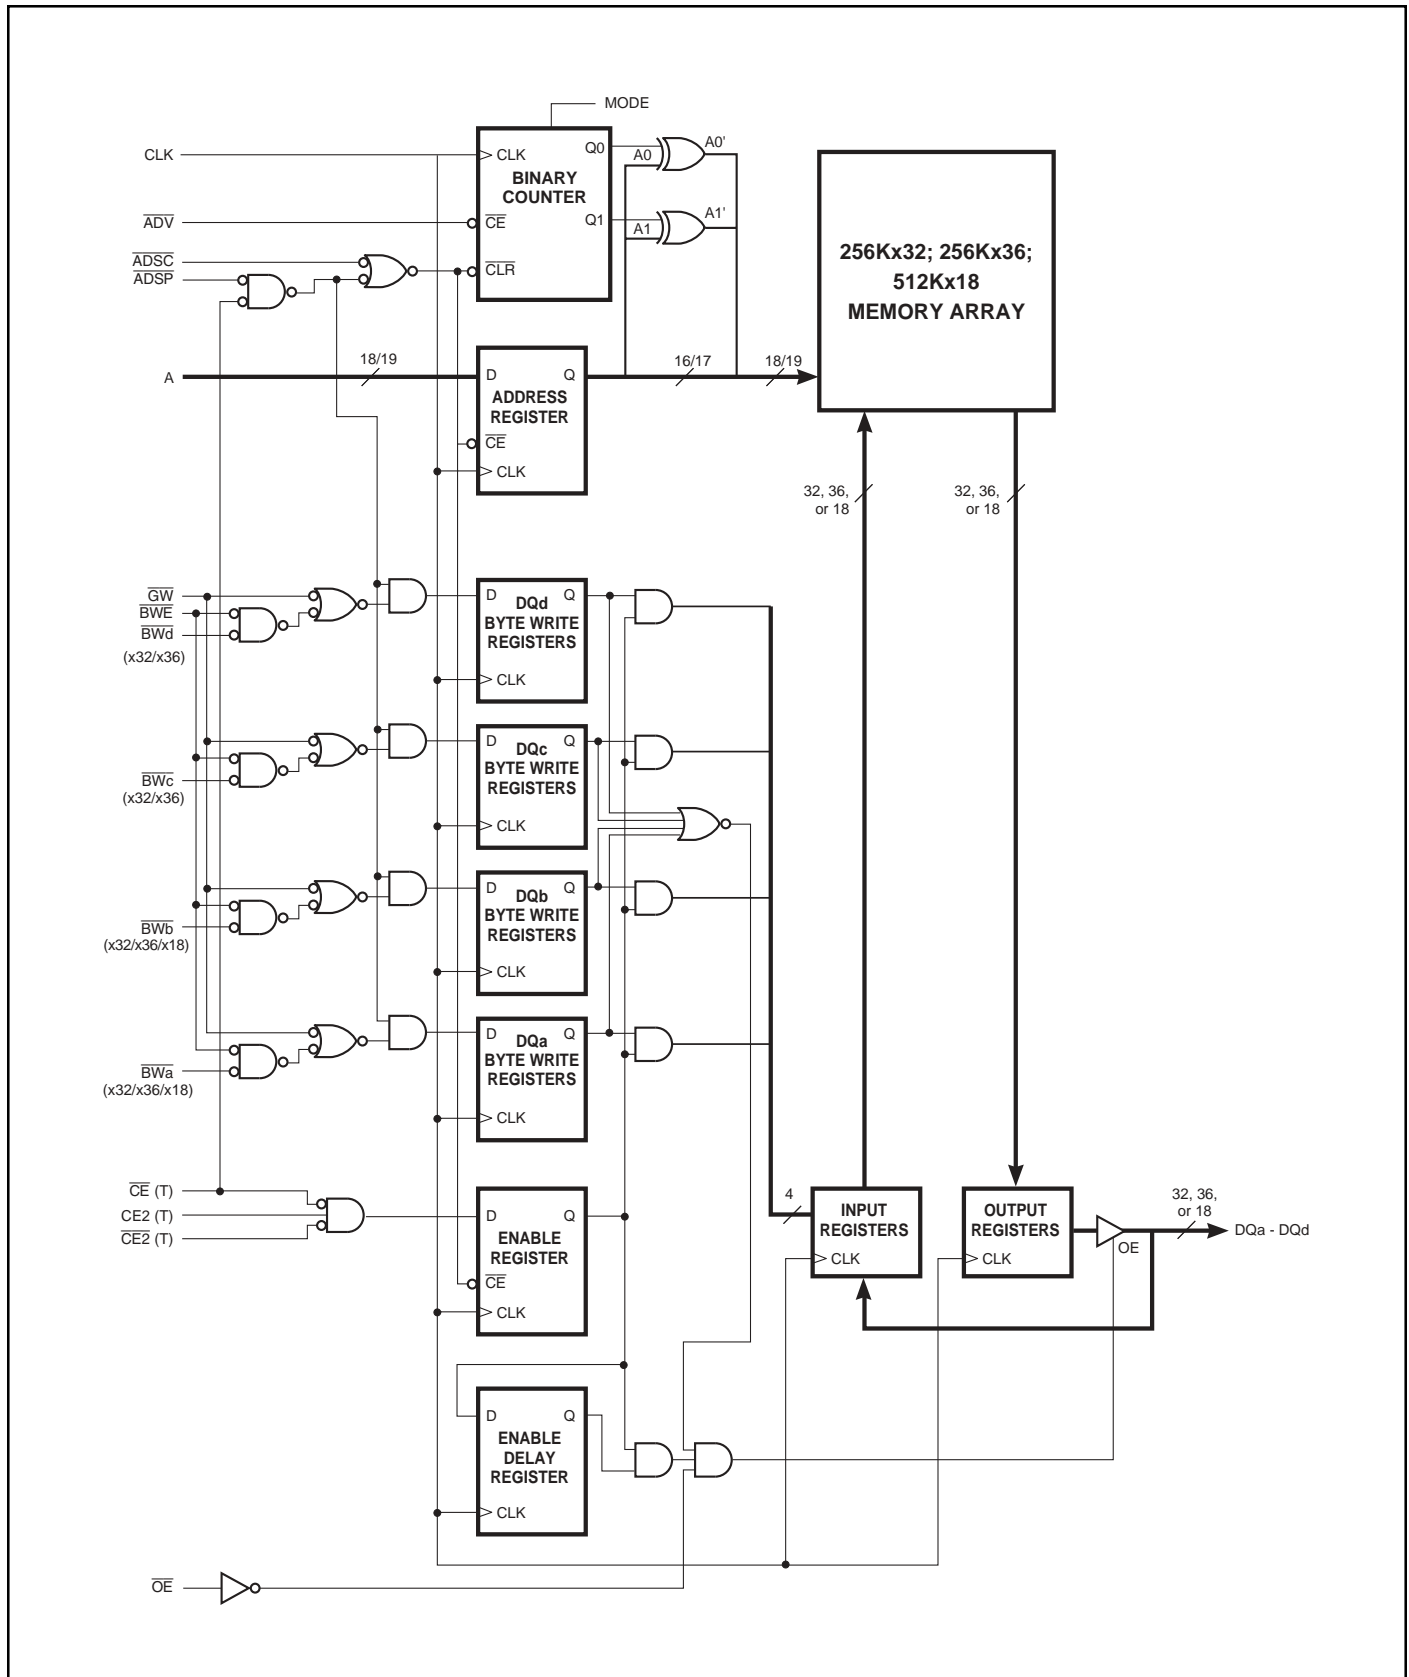 MODE
CLK
CLK
Q0
A0
A0'
BINARY
COUNTER
ADV
CE
Q1
A1
A1'
ADSC
ADSP
CLR
256Kx32; 256Kx36;
512Kx18
MEMORY ARRAY
A
18/19
D
Q
16/17
18/19
ADDRESS
REGISTER
CE
CLK
32, 36,
or 18
32, 36,
or 18
GW
BWE
BWd
(x32/x36)
D
DQd
Q
BYTE WRITE
REGISTERS
CLK
BWc
(x32/x36)
D
DQc
Q
BYTE WRITE
REGISTERS
CLK
BWb
(x32/x36/x18)
D
DQb
Q
BYTE WRITE
REGISTERS
CLK
BWa
(x32/x36/x18)
D
DQa
Q
BYTE WRITE
REGISTERS
CLK
CE (T)
CE2 (T)
CE2 (T)
D
Q
ENABLE
REGISTER
CE
CLK
4
INPUT
REGISTERS
CLK
OUTPUT
REGISTERS
CLK
OE
32, 36,
or 18
DQa - DQd
D
Q
ENABLE
DELAY
REGISTER
CLK
OE